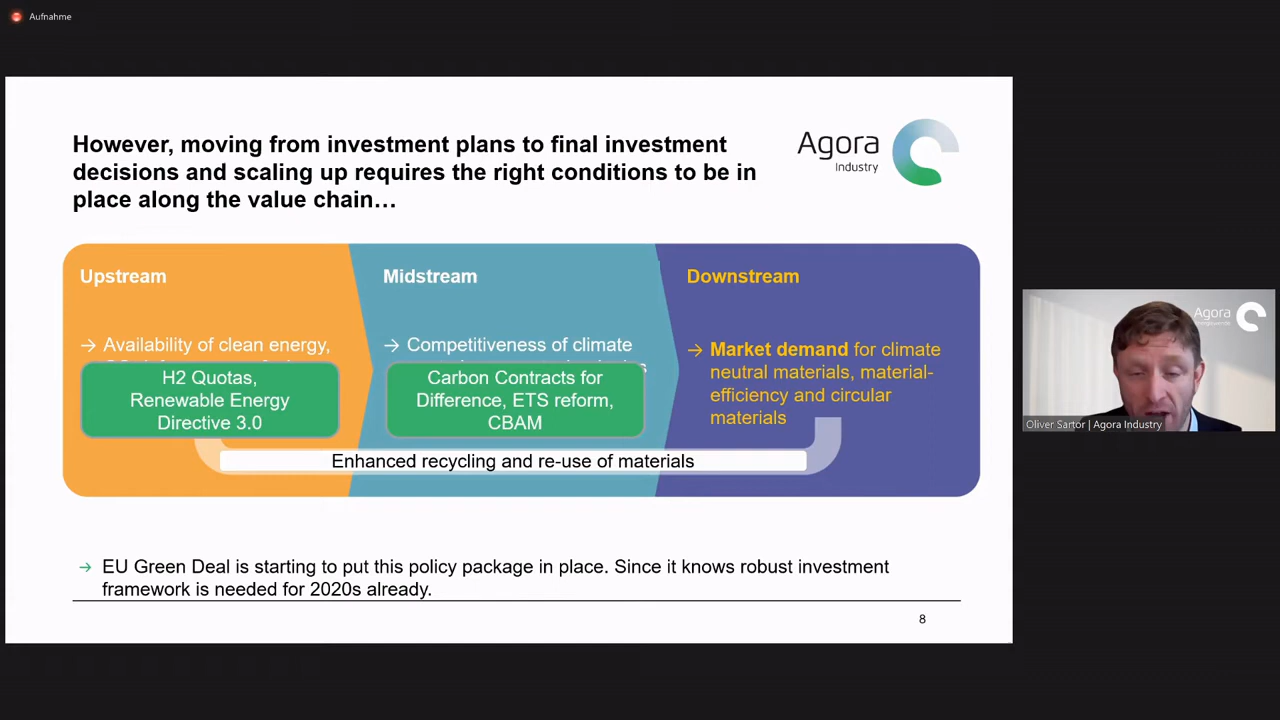 Aufnahme
However, moving from investment plans to final investment
decisions and scaling up requires the right conditions to be in
place along the value chain…
Agora
Industry
Upstream
→ Availability of clean energy,
H2 Quotas,
Renewable Energy
Directive 3.0
Midstream
→ Competitiveness of climate
Carbon Contracts for
Difference, ETS reform,
CBAM
Downstream
→ Market demand for climate
neutral materials, material-
efficiency and circular
materials
Enhanced recycling and re-use of materials
→ EU Green Deal is starting to put this policy package in place. Since it knows robust investment
framework is needed for 2020s already.
8
Agora
Oliver Sartor | Agora Industry